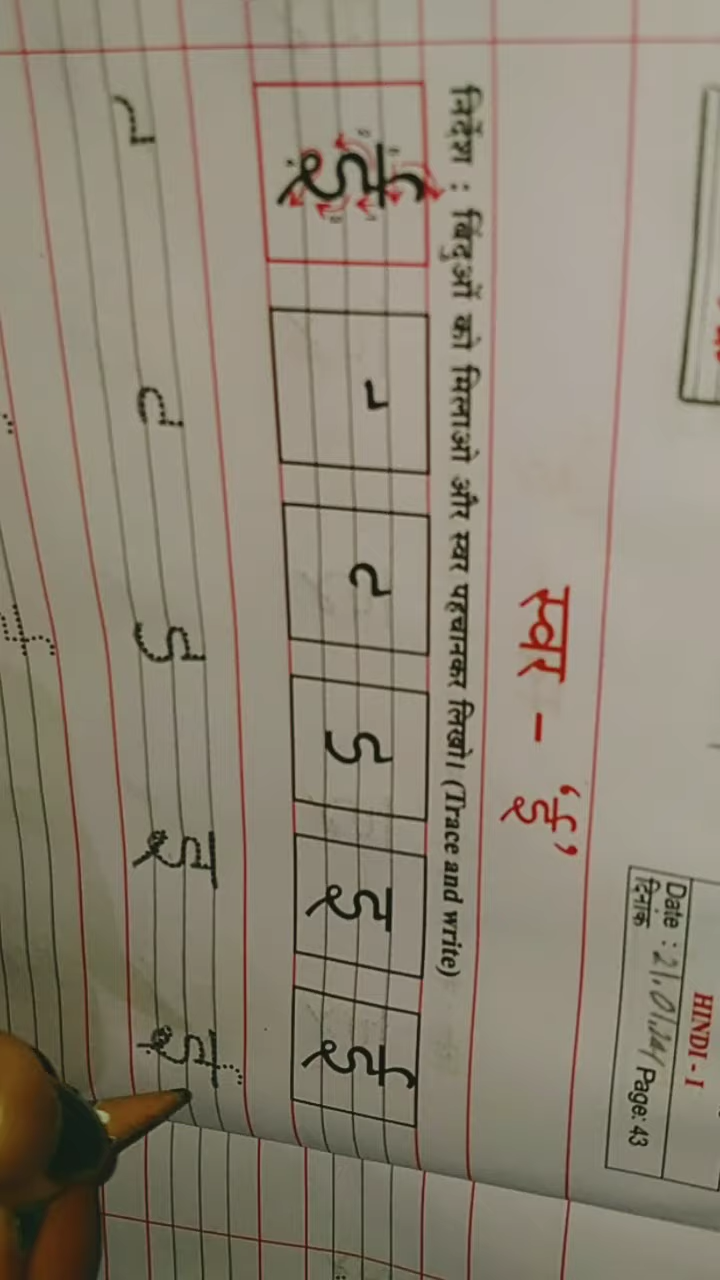 HINDI - I
Date : 21.01.24 Page: 43
दिनांक
स्वर - 'ई'
निर्देश : बिंदुओं को मिलाओ और स्वर पहचानकर लिखो। (Trace and write)
ई इ ई
इ ई